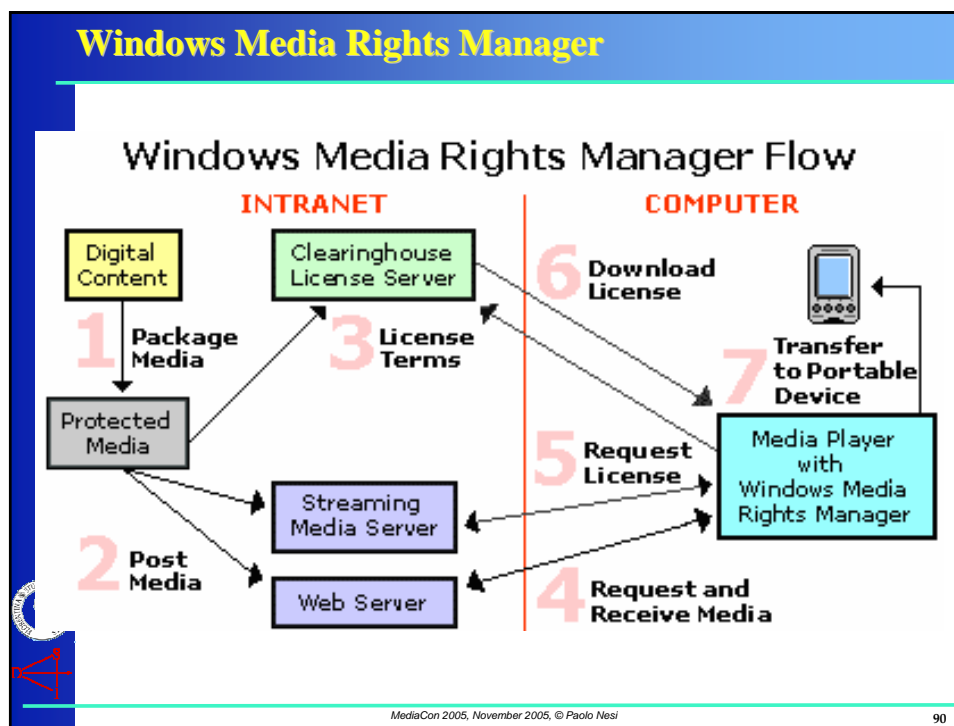 Windows Media Rights Manager
Windows Media Rights Manager Flow
INTRANET
COMPUTER
Digital
Content
Clearinghouse
License Server
6
Download
License
1
Package
Media
3
License
Terms
7
Transfer
to Portable
Device
Protected
Media
5
Request
License
Media Player
with
Windows Media
Rights Manager
Streaming
Media Server
2
Post
Media
Web Server
4
Request and
Receive Media
MediaCon 2005, November 2005, © Paolo Nesi
90